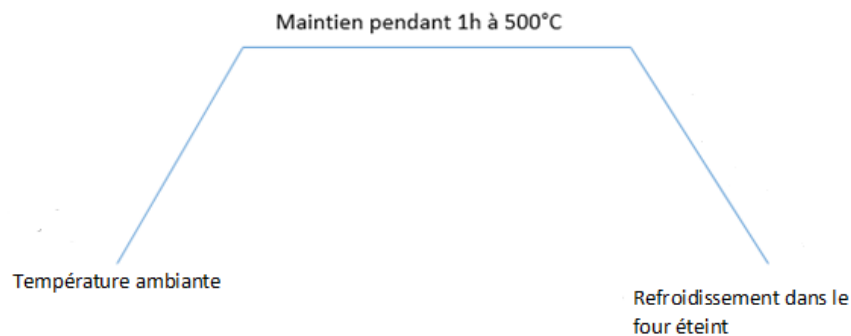 Maintien pendant 1h à 500°C
Température ambiante
Refroidissement dans le
four éteint